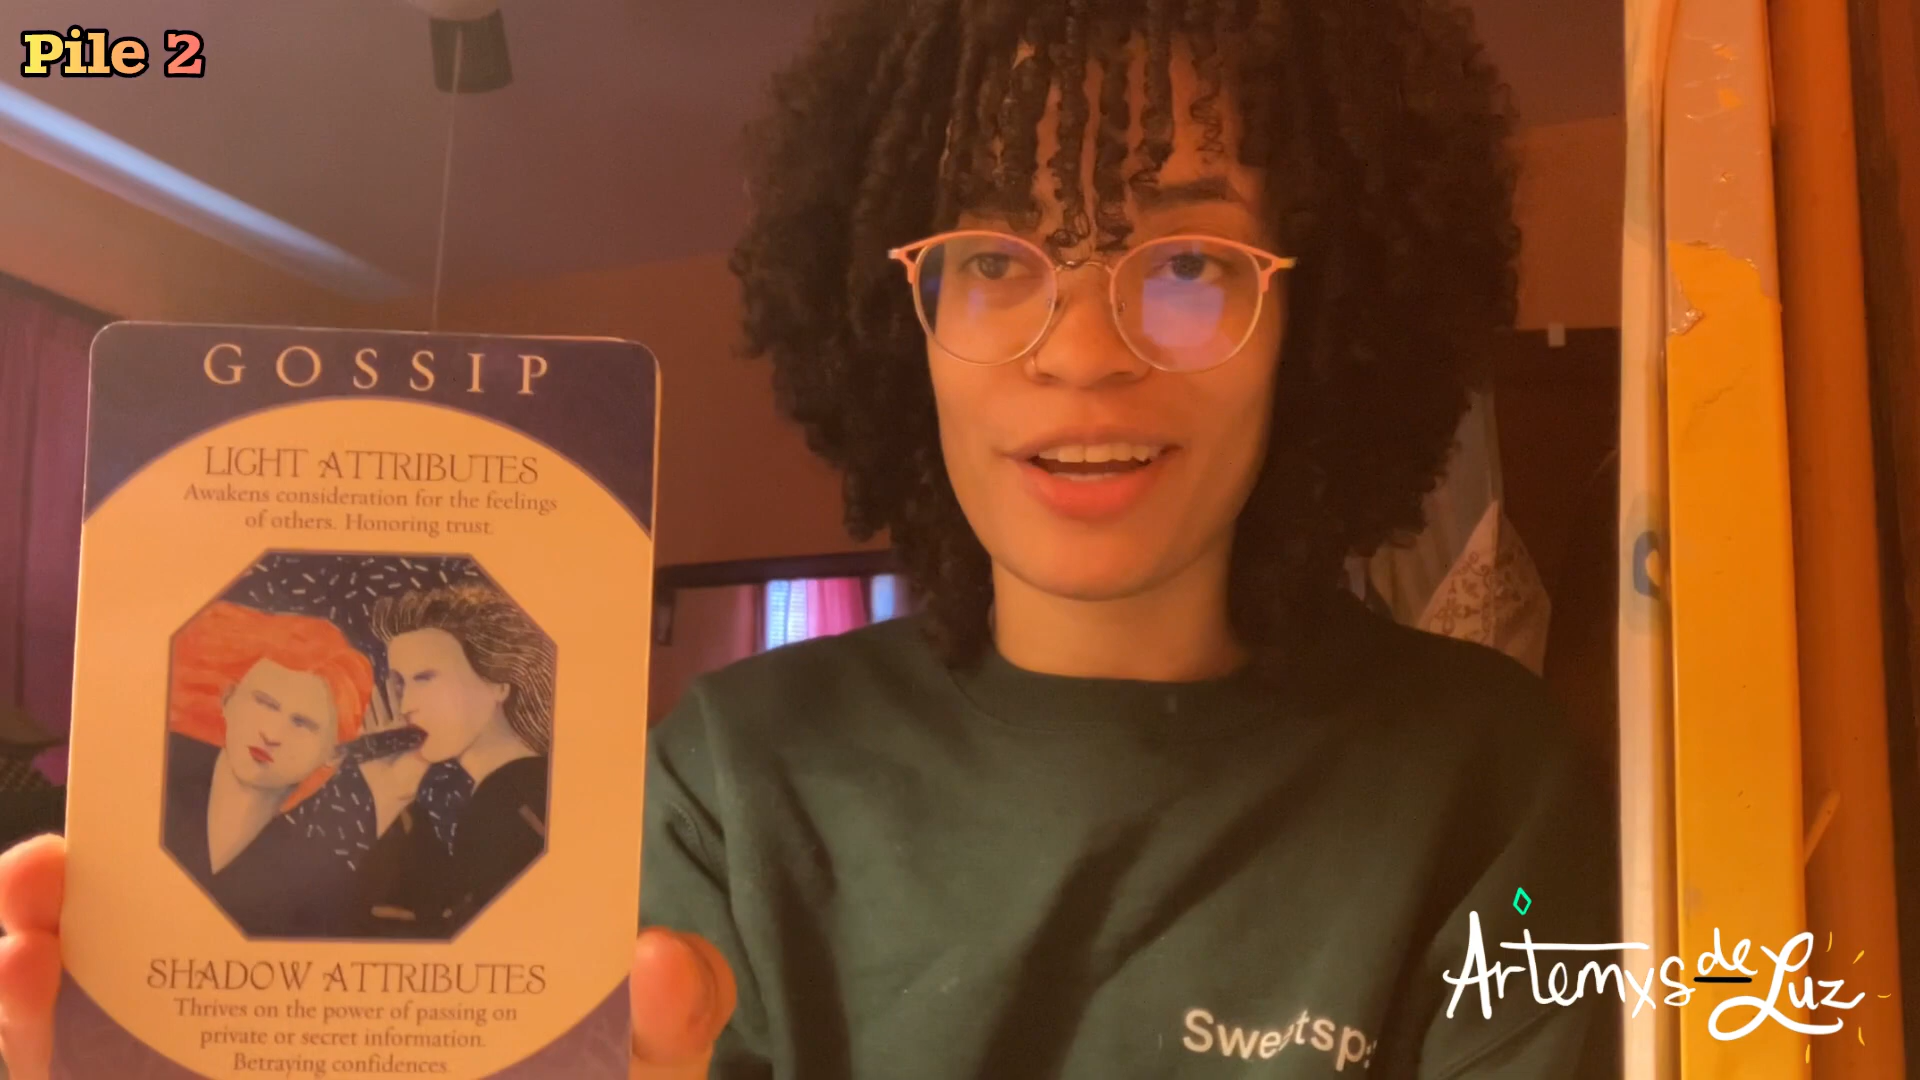 Pile 2
GOSSIP
LIGHT ATTRIBUTES
Awakens consideration for the feelings
of others. Honoring trust.
SHADOW ATTRIBUTES
Thrives on the power of passing on
private or secret information.
Betraying confidences.
Artemys de Luz